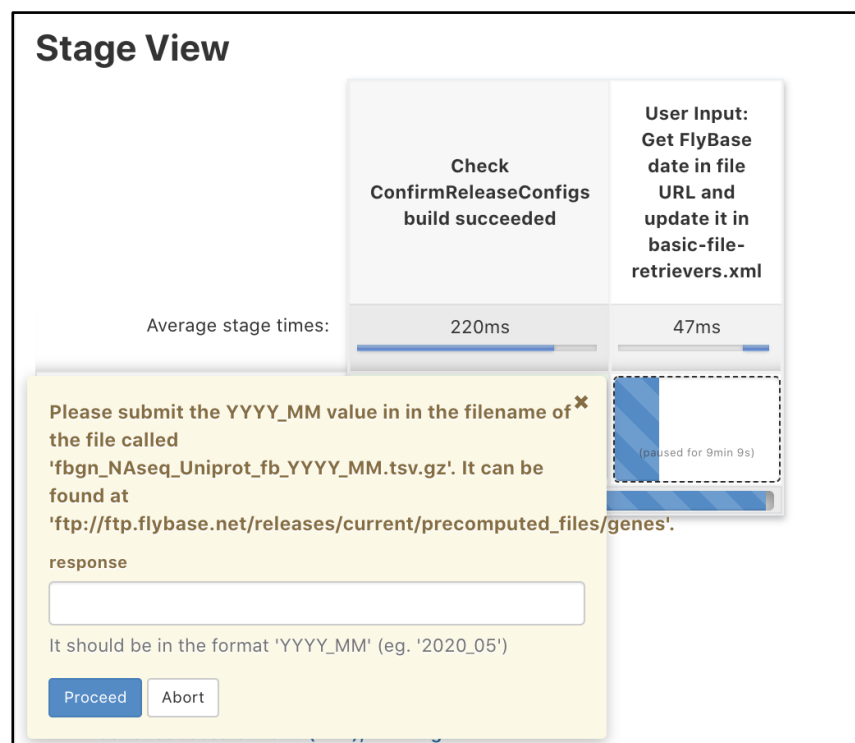 Stage View
Check
ConfirmReleaseConfigs
build succeeded
User Input:
Get FlyBase
date in file
URL and
update it in
basic-file-
retrievers.xml
Average stage times:
220ms
47ms
Please submit the YYYY_MM value in in the filename of
the file called
'fbgn_NAseq_Uniprot_fb_YYYY_MM.tsv.gz'. It can be
found at
'ftp://ftp.flybase.net/releases/current/precomputed_files/genes'.
(paused for 9min 9s)
response
It should be in the format 'YYYY_MM' (eg. '2020_05')
Proceed
Abort